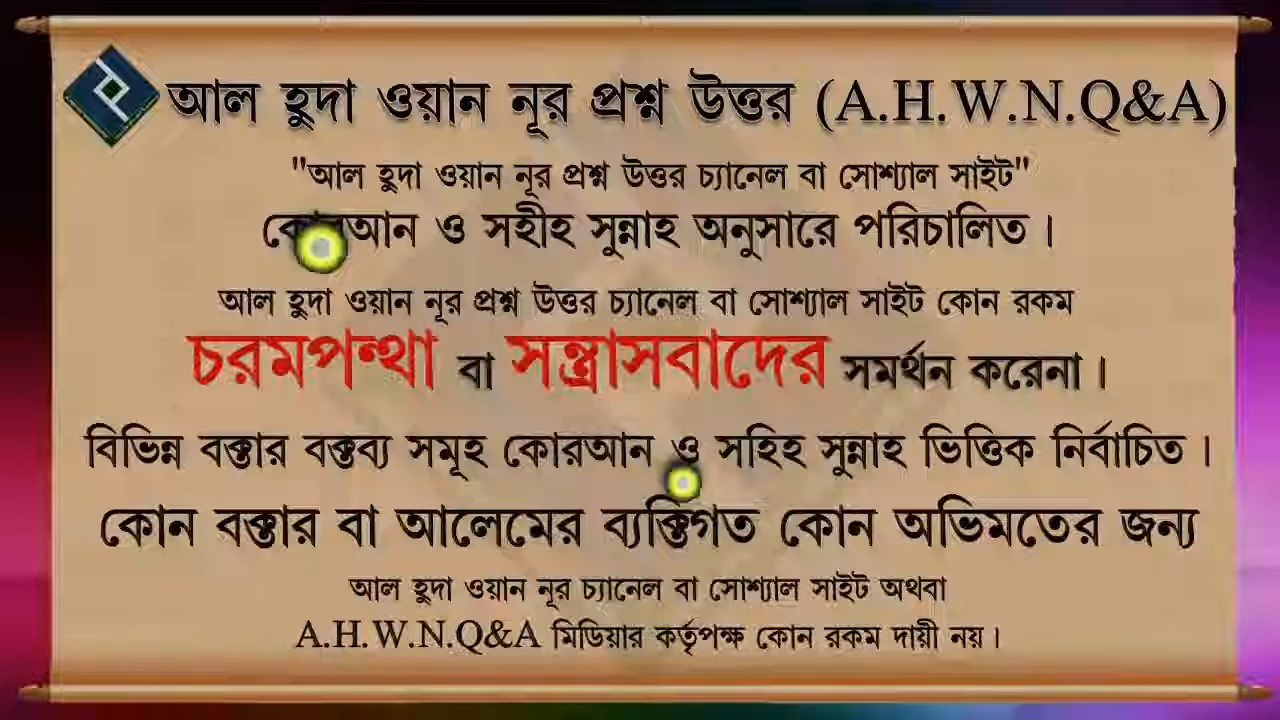 আল হুদা ওয়ান নূর প্রশ্ন উত্তর (A.H.W.N.Q&A)
"আল হুদা ওয়ান নূর প্রশ্ন উত্তর চ্যানেল বা সোশ্যাল সাইট"
কোরআন ও সহীহ সুন্নাহ অনুসারে পরিচালিত।
আল হুদা ওয়ান নূর প্রশ্ন উত্তর চ্যানেল বা সোশ্যাল সাইট কোন রকম
চরমপন্থা বা সন্ত্রাসবাদের সমর্থন করেনা।
বিভিন্ন বক্তার বক্তব্য সমূহ কোরআন ও সহিহ সুন্নাহ ভিত্তিক নির্বাচিত।
কোন বক্তার বা আলেমের ব্যক্তিগত কোন অভিমতের জন্য
আল হুদা ওয়ান নূর চ্যানেল বা সোশ্যাল সাইট অথবা
A.H.W.N.Q&A মিডিয়ার কর্তৃপক্ষ কোন রকম দায়ী নয়।